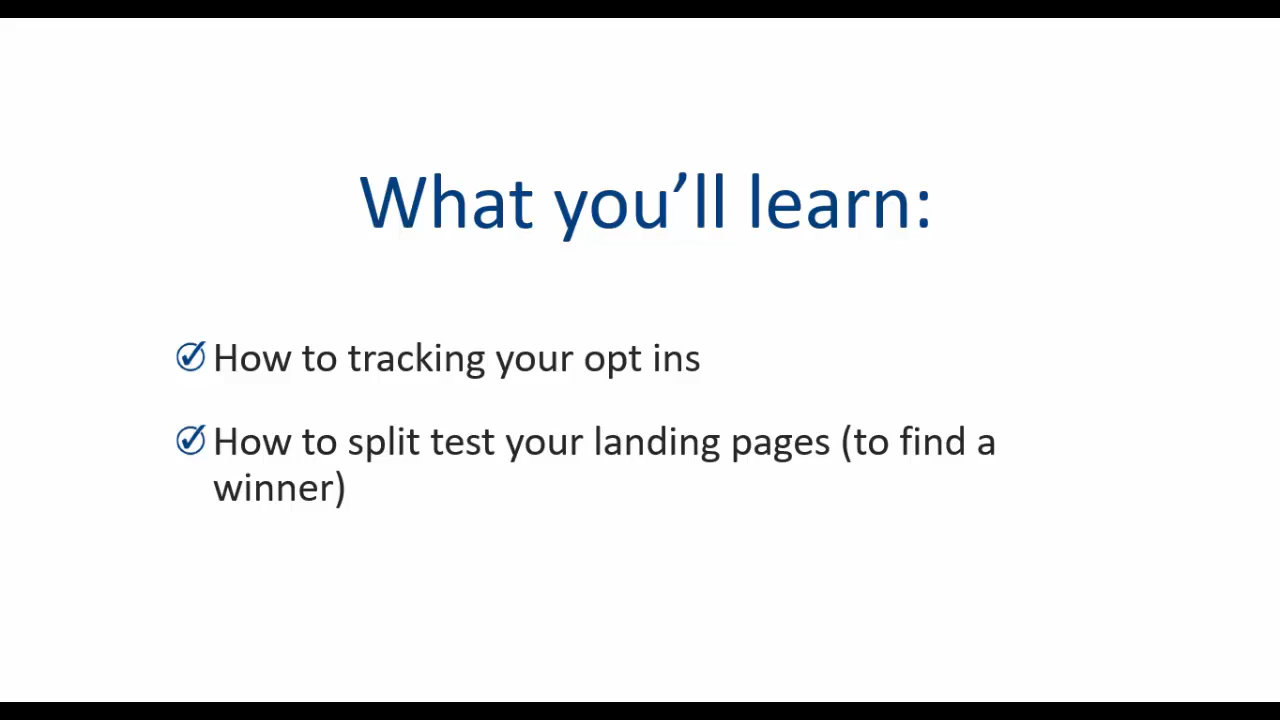 What you’ll learn:
How to tracking your opt ins
How to split test your landing pages (to find a
winner)